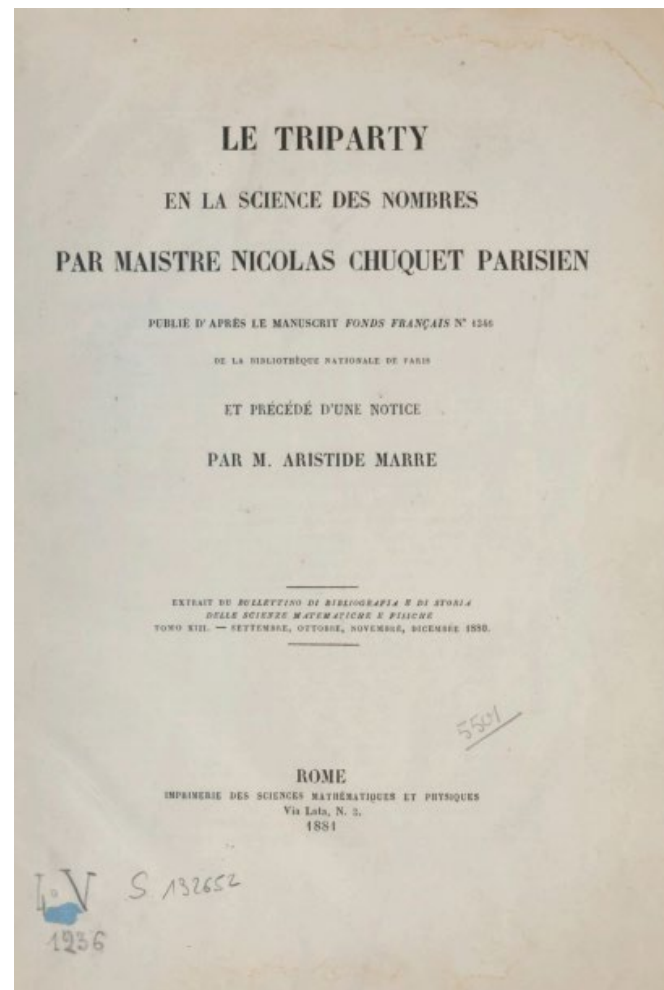 LE TRIPARTY
EN LA SCIENCE DES NOMBRES
PAR MAISTRE NICOLAS CHUQUET PARISIEN
PUBLIÉ D'APRÈS LE MANUSCRIT FONDS FRANÇAIS N° 1346
DE LA BIBLIOTHÈQUE NATIONALE DE PARIS
ET PRÉCÉDÉ D'UNE NOTICE
PAR M. ARISTIDE MARRE
EXTRAIT DU BULLETTINO DI BIBLIOGRAFIA E DI STORIA
DELLE SCIENZE MATEMATICHE E FISICHE
TOMO XIII. — SETTEMBRE, OTTOBRE, NOVEMBRE, DICEMBRE 1880.
5501
ROME
IMPRIMERIE DES SCIENCES MATHÉMATIQUES ET PHYSIQUES
Via Lata, N. 3.
1881
4° V S 132652
1236